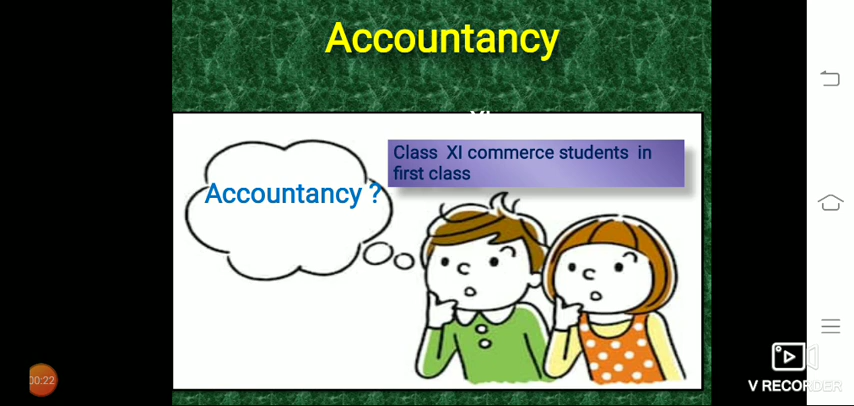 Accountancy
Class XI commerce students in
first class
Accountancy ?
00:22
V RECORDER